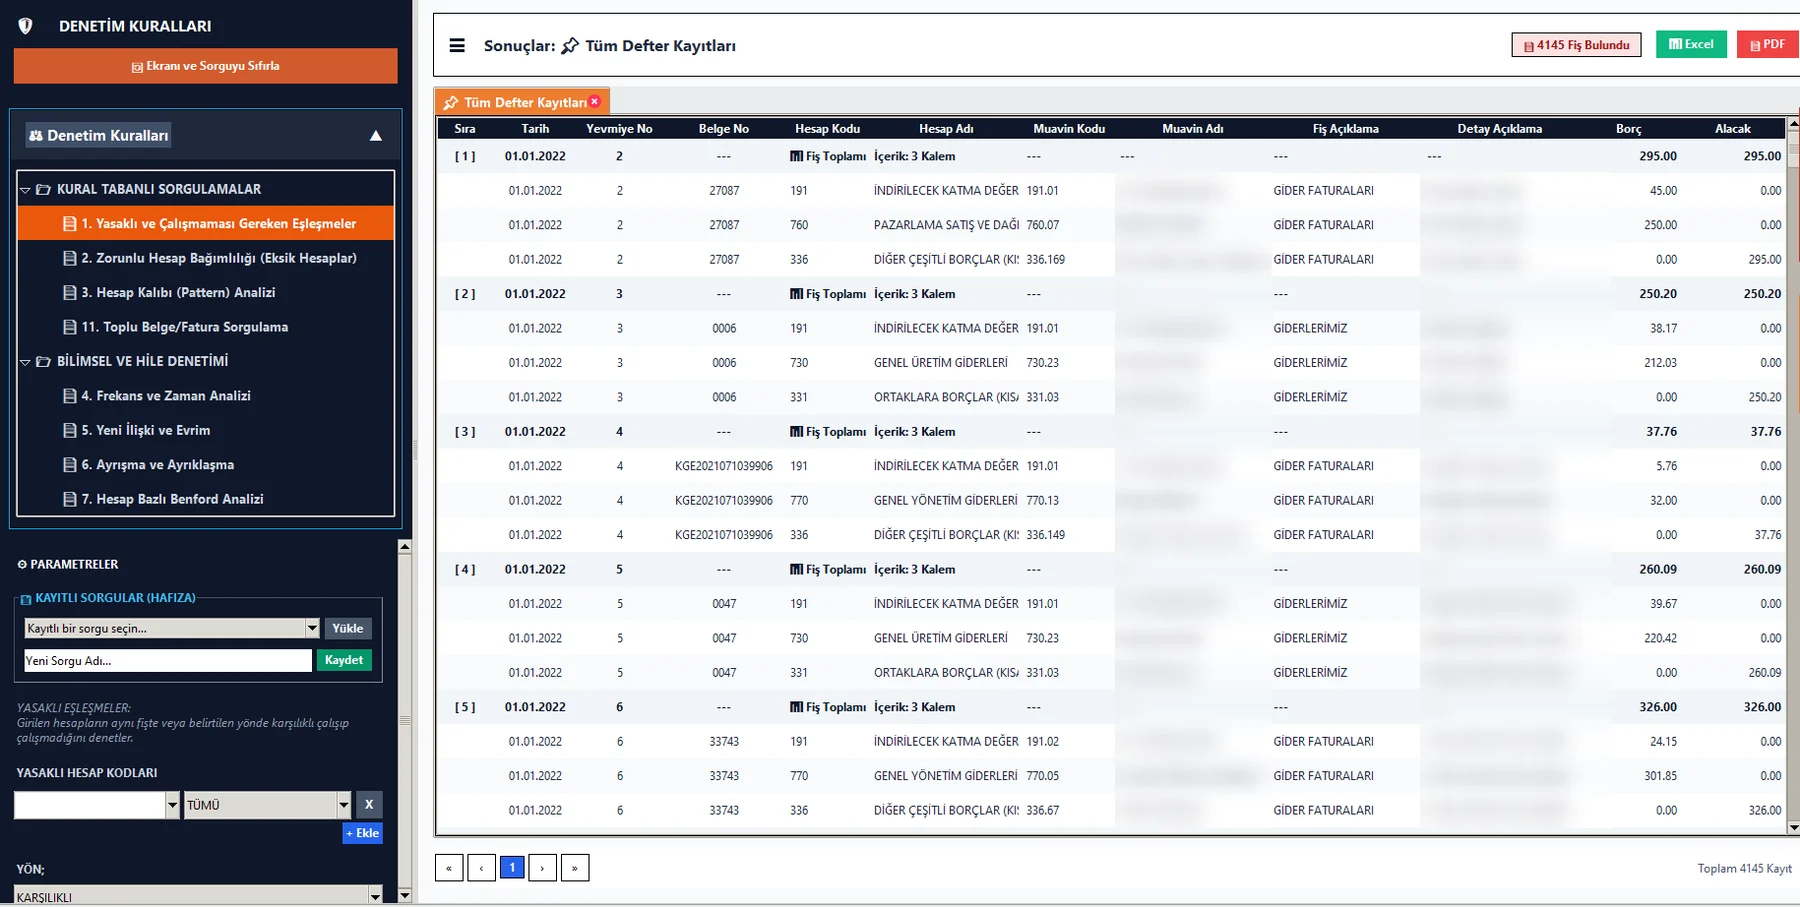 DENETİM KURALLARI
Ekranı ve Sorguyu Sıfırla
Denetim Kuralları
KURAL TABANLI SORGULAMALAR
1. Yasaklı ve Çalışmaması Gereken Eşleşmeler
2. Zorunlu Hesap Bağımlılığı (Eksik Hesaplar)
3. Hesap Kalıbı (Pattern) Analizi
11. Toplu Belge/Fatura Sorgulama
BİLİMSEL VE HİLE DENETİMİ
4. Frekans ve Zaman Analizi
5. Yeni İlişki ve Evrim
6. Ayrışma ve Ayrıklaşma
7. Hesap Bazlı Benford Analizi
PARAMETRELER
KAYITLI SORGULAR (HAFIZA)
Kayıtlı bir sorgu seçin... Yükle
Yeni Sorgu Adı... Kaydet
YASAKLI EŞLEŞMELER:
Girilen hesapların aynı fişte veya belirtilen yönde karşılıklı çalışıp
çalışmadığını denetler.
YASAKLI HESAP KODLARI
TÜMÜ X
+ Ekle
YÖN;
KARŞILIKLI
Sonuçlar: Tüm Defter Kayıtları 4145 Fiş Bulundu Excel PDF
Tüm Defter Kayıtları
Sıra Tarih Yevmiye No Belge No Hesap Kodu Hesap Adı Muavin Kodu Muavin Adı Fiş Açıklama Detay Açıklama Borç Alacak
[ 1 ] 01.01.2022 2 --- Fiş Toplamı İçerik: 3 Kalem --- --- --- --- 295.00 295.00
01.01.2022 2 27087 191 İNDİRİLECEK KATMA DEĞER 191.01 GİDER FATURALARI 45.00 0.00
01.01.2022 2 27087 760 PAZARLAMA SATIŞ VE DAĞI 760.07 GİDER FATURALARI 250.00 0.00
01.01.2022 2 27087 336 DİĞER ÇEŞİTLİ BORÇLAR (KIS 336.169 GİDER FATURALARI 0.00 295.00
[ 2 ] 01.01.2022 3 --- Fiş Toplamı İçerik: 3 Kalem --- --- 250.20 250.20
01.01.2022 3 0006 191 İNDİRİLECEK KATMA DEĞER 191.01 GİDERLERİMİZ 38.17 0.00
01.01.2022 3 0006 730 GENEL ÜRETİM GİDERLERİ 730.23 GİDERLERİMİZ 212.03 0.00
01.01.2022 3 0006 331 ORTAKLARA BORÇLAR (KISA 331.03 GİDERLERİMİZ 0.00 250.20
[ 3 ] 01.01.2022 4 --- Fiş Toplamı İçerik: 3 Kalem --- --- 37.76 37.76
01.01.2022 4 KGE2021071039906 191 İNDİRİLECEK KATMA DEĞER 191.01 GİDER FATURALARI 5.76 0.00
01.01.2022 4 KGE2021071039906 770 GENEL YÖNETİM GİDERLERİ 770.13 GİDER FATURALARI 32.00 0.00
01.01.2022 4 KGE2021071039906 336 DİĞER ÇEŞİTLİ BORÇLAR (KIS 336.149 GİDER FATURALARI 0.00 37.76
[ 4 ] 01.01.2022 5 --- Fiş Toplamı İçerik: 3 Kalem --- --- 260.09 260.09
01.01.2022 5 0047 191 İNDİRİLECEK KATMA DEĞER 191.01 GİDERLERİMİZ 39.67 0.00
01.01.2022 5 0047 730 GENEL ÜRETİM GİDERLERİ 730.23 GİDERLERİMİZ 220.42 0.00
01.01.2022 5 0047 331 ORTAKLARA BORÇLAR (KISA 331.03 GİDERLERİMİZ 0.00 260.09
[ 5 ] 01.01.2022 6 --- Fiş Toplamı İçerik: 3 Kalem --- --- 326.00 326.00
01.01.2022 6 33743 191 İNDİRİLECEK KATMA DEĞER 191.02 GİDER FATURALARI 24.15 0.00
01.01.2022 6 33743 770 GENEL YÖNETİM GİDERLERİ 770.05 GİDER FATURALARI 301.85 0.00
01.01.2022 6 33743 336 DİĞER ÇEŞİTLİ BORÇLAR (KIS 336.67 GİDER FATURALARI 0.00 326.00
« ‹ 1 › » Toplam 4145 Kayıt